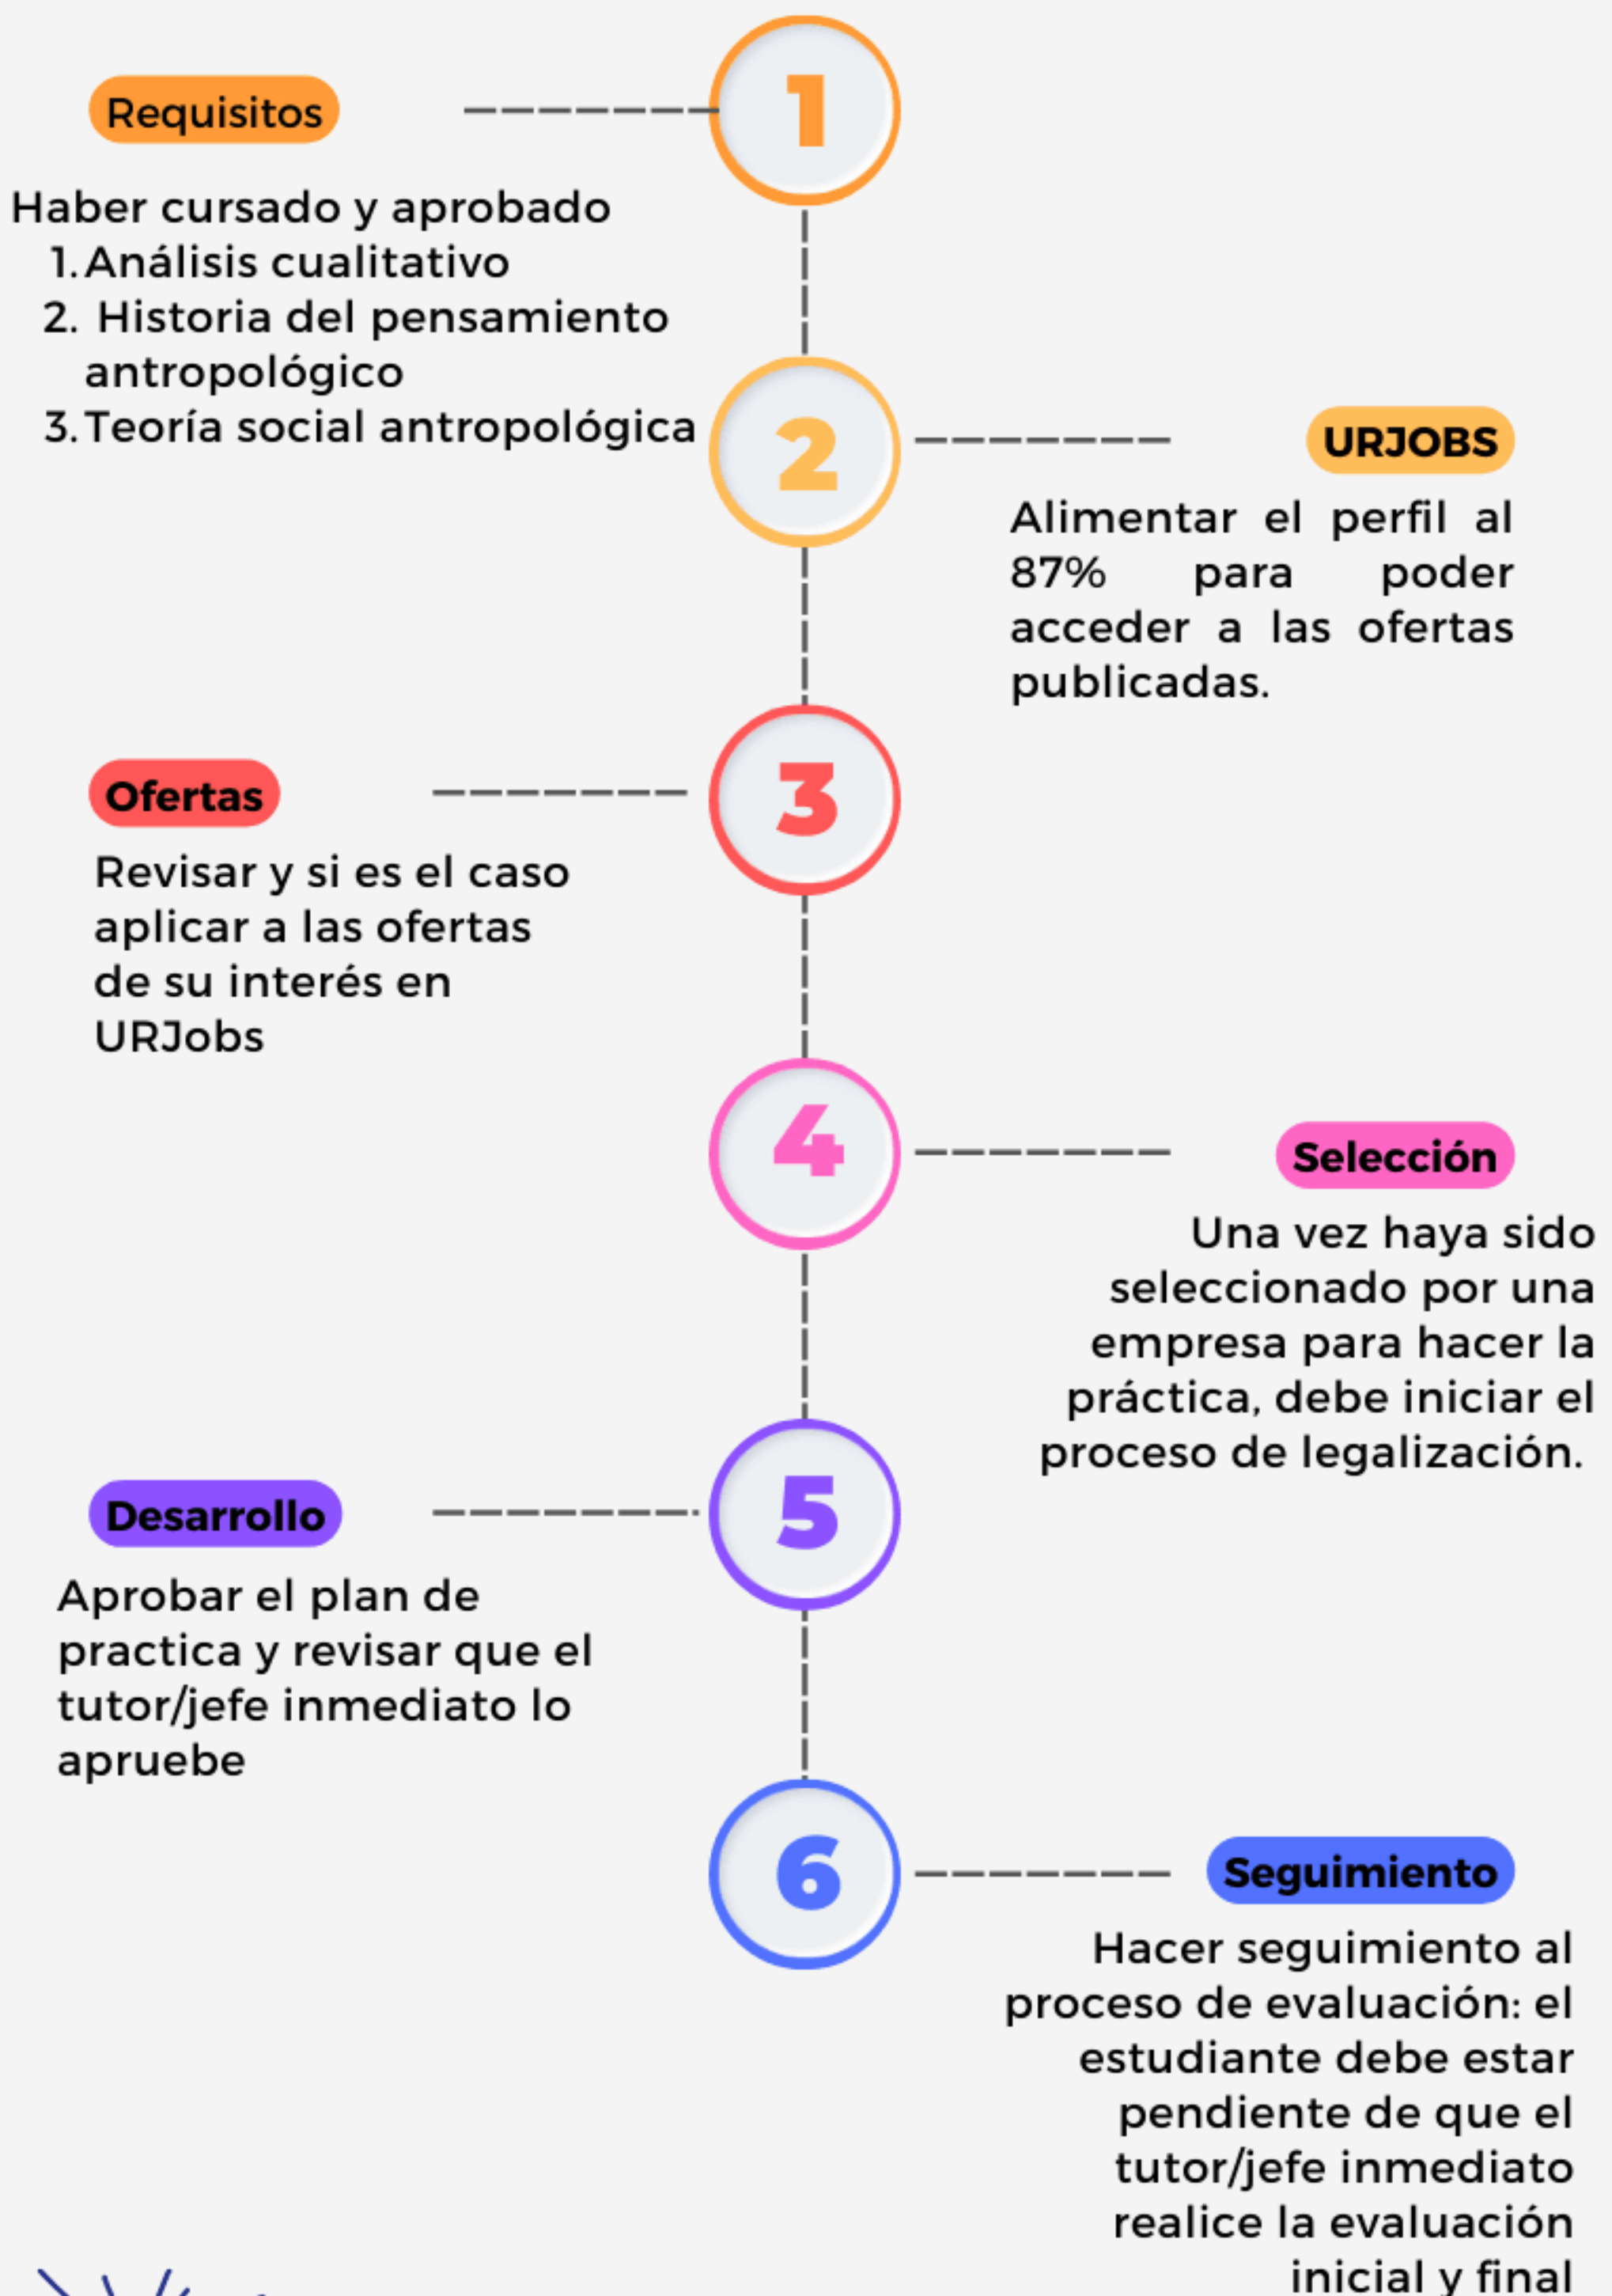 1
Requisitos
Haber cursado y aprobado
1. Análisis cualitativo
2. Historia del pensamiento
antropológico
3. Teoría social antropológica
2
URJOBS
Alimentar el perfil al
87% para poder
acceder a las ofertas
publicadas.
3
Ofertas
Revisar y si es el caso
aplicar a las ofertas
de su interés en
URJobs
4
Selección
Una vez haya sido
seleccionado por una
empresa para hacer la
práctica, debe iniciar el
proceso de legalización.
5
Desarrollo
Aprobar el plan de
practica y revisar que el
tutor/jefe inmediato lo
apruebe
6
Seguimiento
Hacer seguimiento al
proceso de evaluación: el
estudiante debe estar
pendiente de que el
tutor/jefe inmediato
realice la evaluación
inicial y final